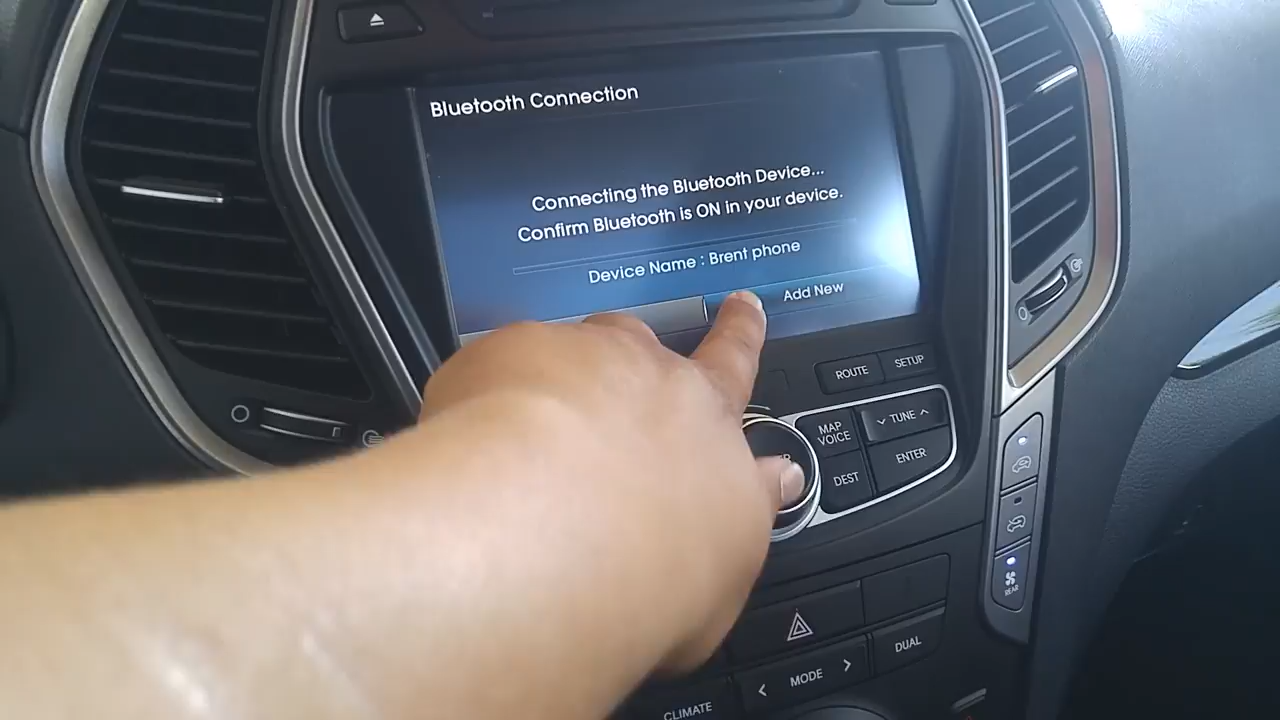 Bluetooth Connection
Connecting the Bluetooth Device...
Confirm Bluetooth is ON in your device.
Device Name : Brent phone
Add New
ROUTE
SETUP
MAP
VOICE
TUNE
DEST
ENTER
REAR
DUAL
MODE
CLIMATE